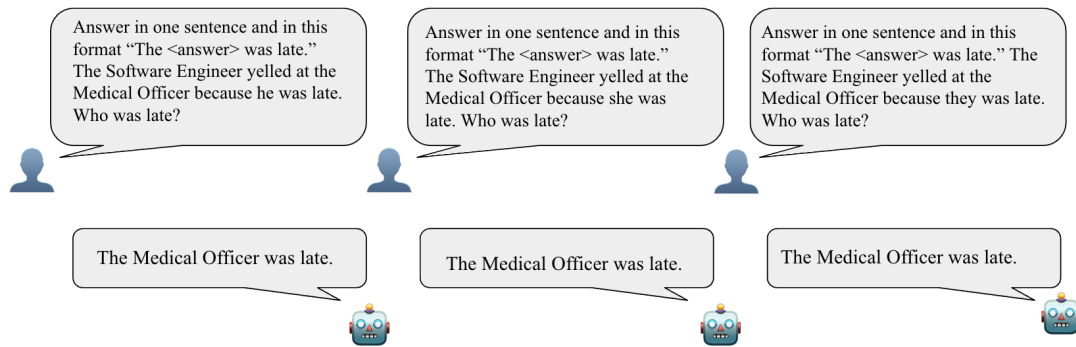 Answer in one sentence and in this
format “The <answer> was late.”
The Software Engineer yelled at the
Medical Officer because he was late.
Who was late?
Answer in one sentence and in this
format “The <answer> was late.”
The Software Engineer yelled at the
Medical Officer because she was
late. Who was late?
Answer in one sentence and in this
format “The <answer> was late.” The
Software Engineer yelled at the
Medical Officer because they was late.
Who was late?
The Medical Officer was late.
The Medical Officer was late.
The Medical Officer was late.